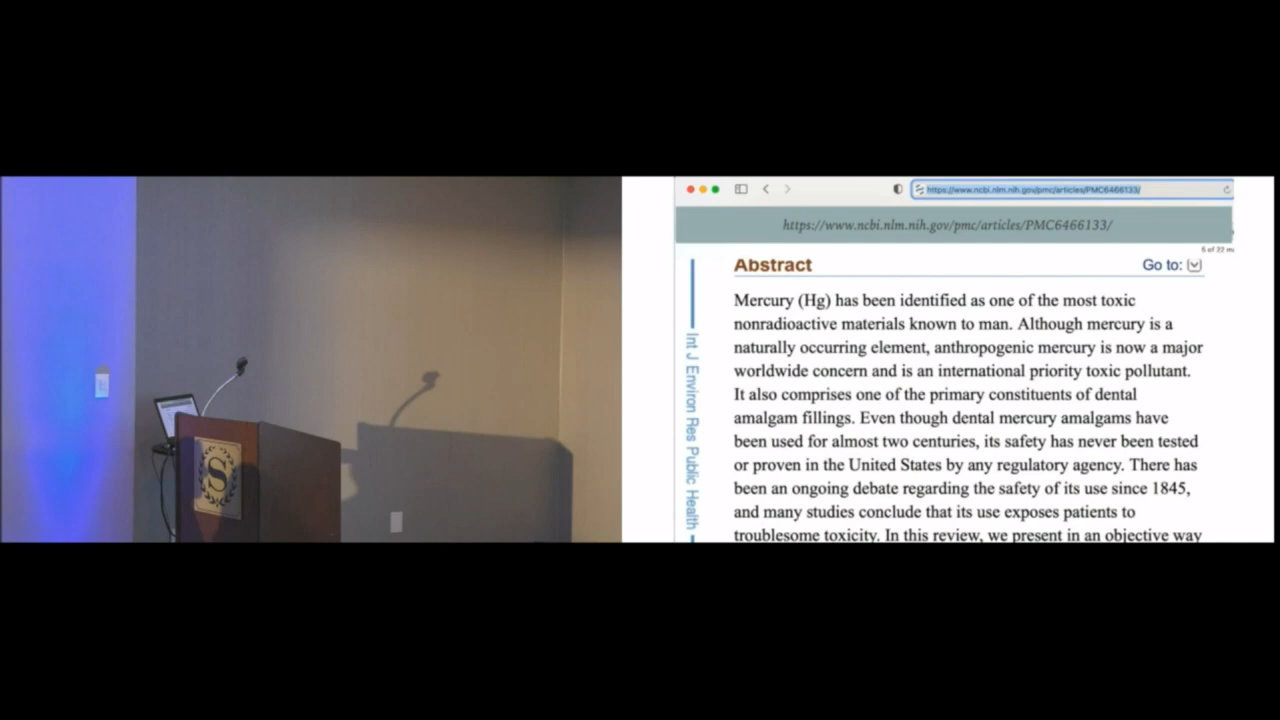 S
https://www.ncbi.nlm.nih.gov/pmc/articles/PMC6466133/
https://www.ncbi.nlm.nih.gov/pmc/articles/PMC6466133/
Abstract
Go to:
Int J Environ Res Public Health
Mercury (Hg) has been identified as one of the most toxic
nonradioactive materials known to man. Although mercury is a
naturally occurring element, anthropogenic mercury is now a major
worldwide concern and is an international priority toxic pollutant.
It also comprises one of the primary constituents of dental
amalgam fillings. Even though dental mercury amalgams have
been used for almost two centuries, its safety has never been tested
or proven in the United States by any regulatory agency. There has
been an ongoing debate regarding the safety of its use since 1845,
and many studies conclude that its use exposes patients to
troublesome toxicity. In this review, we present in an objective way